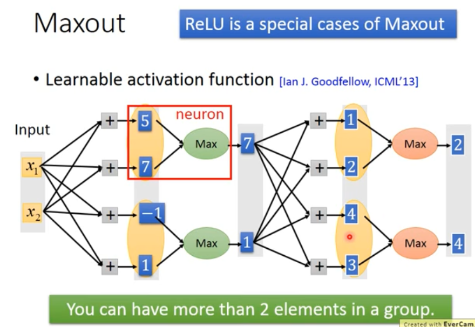 Maxout
ReLU is a special cases of Maxout
• Learnable activation function [Ian J. Goodfellow, ICML'13]
neuron
Input
+ 5
Max 7
x₁ + 7
x₂ + −1
Max 1
+ 1
+ 1
Max 2
+ 2
+ 4
Max 4
+ 3
You can have more than 2 elements in a group.
Created with EverCam.